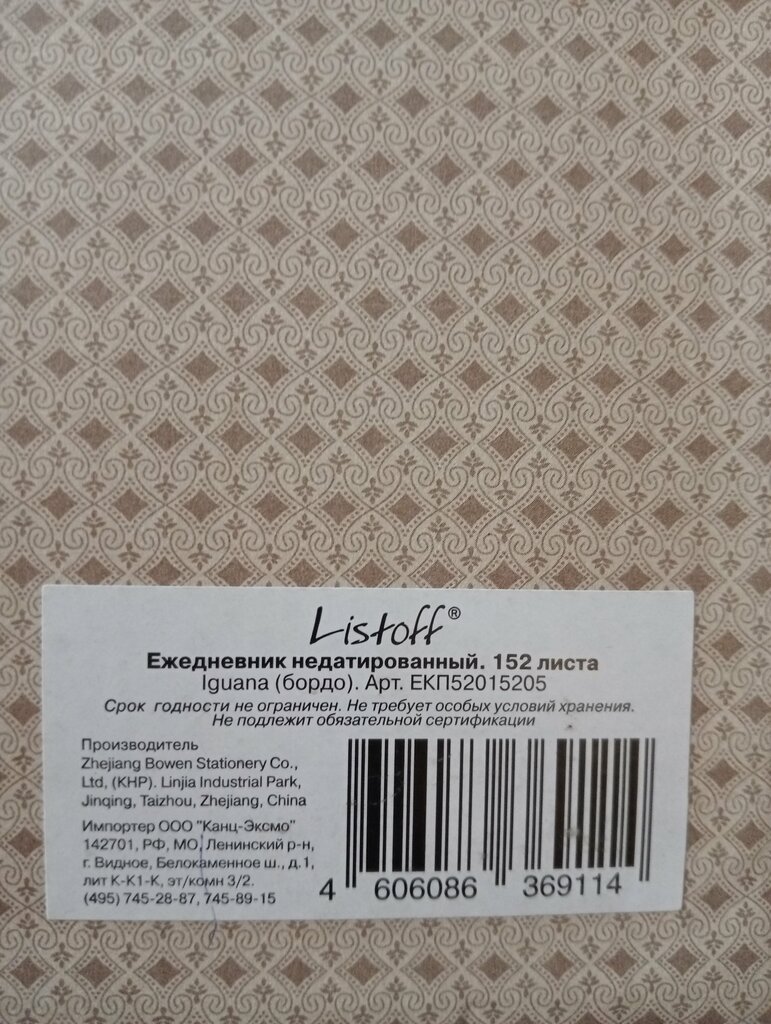 Listoff®
Ежедневник недатированный. 152 листа
Iguana (бордо). Арт. ЕКП52015205
Срок годности не ограничен. Не требует особых условий хранения.
Не подлежит обязательной сертификации
Производитель
Zhejiang Bowen Stationery Co.,
Ltd, (КНР). Linjia Industrial Park,
Jinqing, Taizhou, Zhejiang, China
Импортер ООО "Канц-Эксмо"
142701, РФ, МО, Ленинский р-н,
г. Видное, Белокаменное ш., д.1,
лит К-К1-К, эт/комн 3/2.
(495) 745-28-87, 745-89-15
4 606086 369114